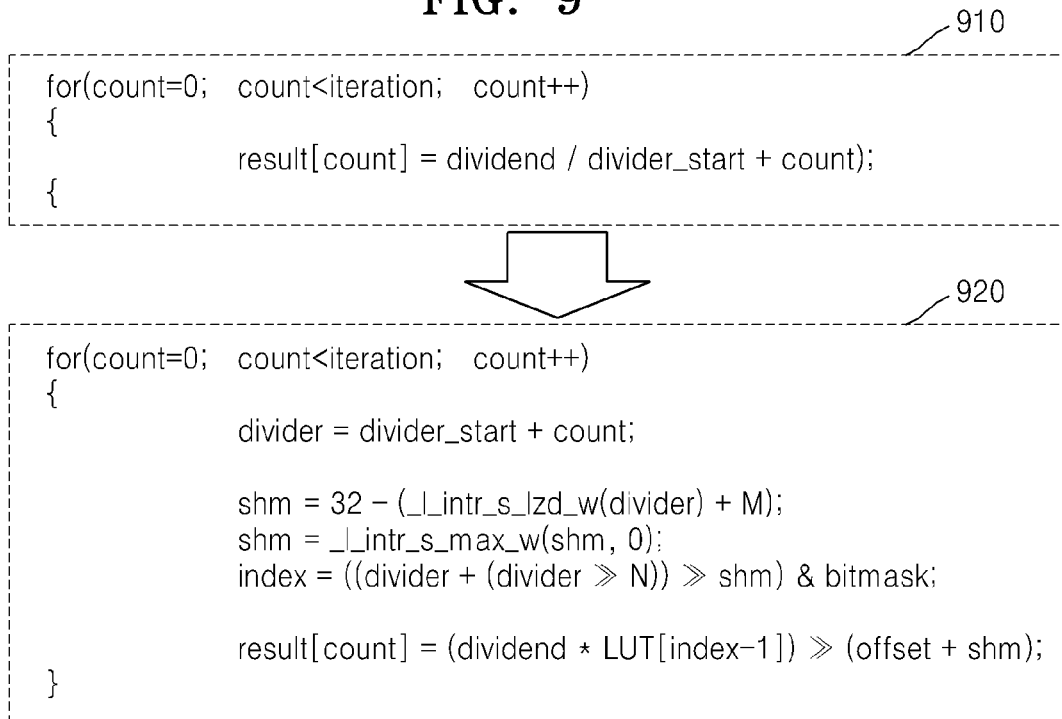 FIG. 9
910
for(count=0; count<iteration; count++)
{
result[count] = dividend / divider_start + count);
{
920
for(count=0; count<iteration; count++)
{
divider = divider_start + count;
shm = 32 − (_l_intr_s_lzd_w(divider) + M);
shm = _l_intr_s_max_w(shm, 0);
index = ((divider + (divider ≫ N)) ≫ shm) & bitmask;
result[count] = (dividend * LUT[index−1]) ≫ (offset + shm);
}